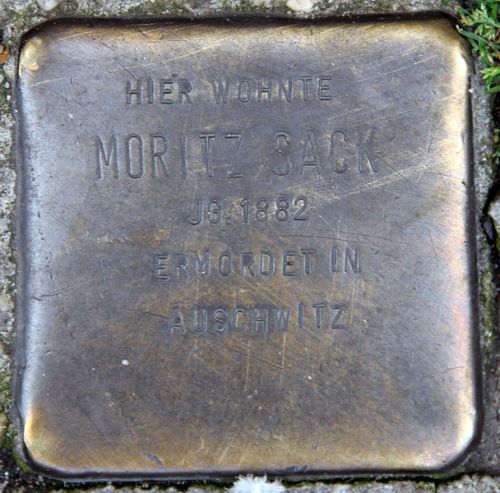 HIER WOHNTE
MORITZ SACK
JG. 1882
ERMORDET IN
AUSCHWITZ